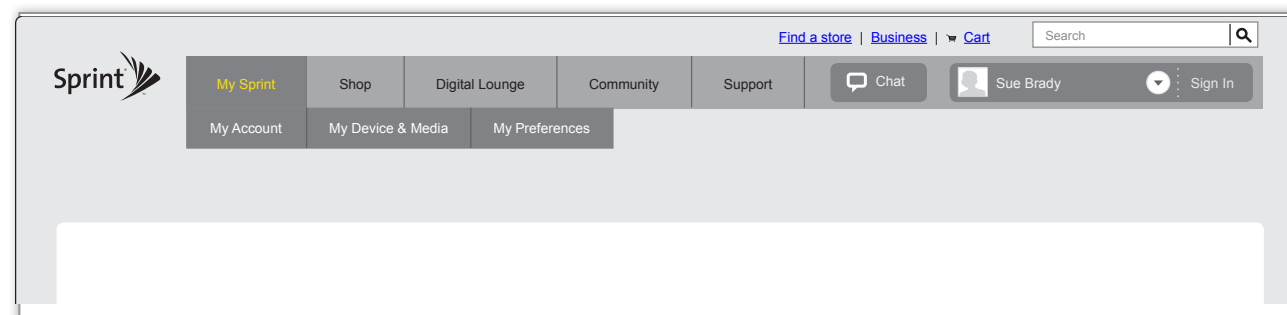 Find a store | Business | Cart Search
Sprint My Sprint Shop Digital Lounge Community Support Chat Sue Brady Sign In
My Account My Device & Media My Preferences